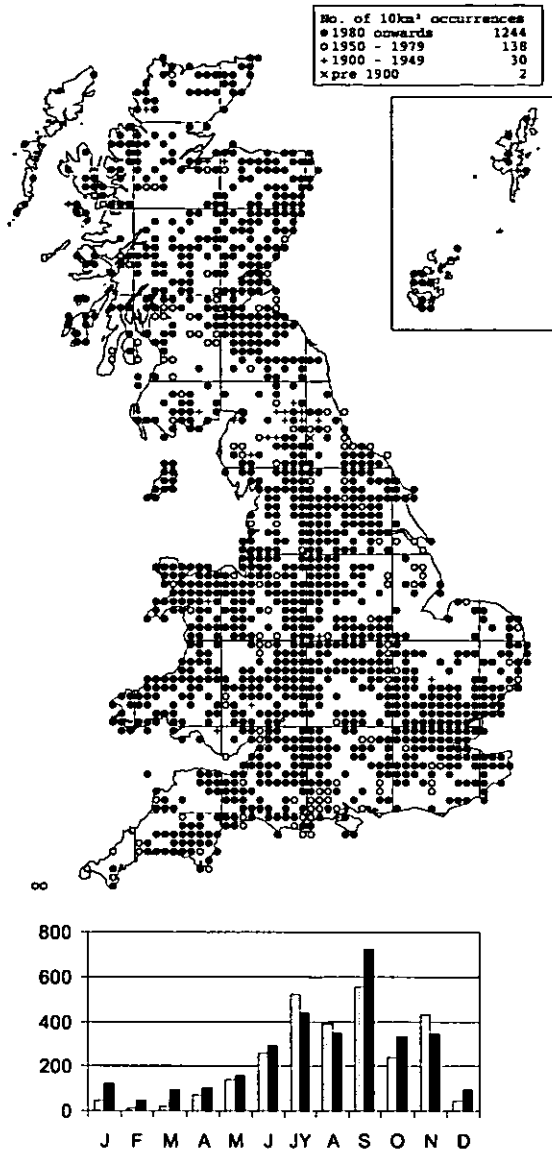 No. of 10km² occurrences
● 1980 onwards 1244
○ 1950 - 1979 138
+ 1900 - 1949 30
× pre 1900 2
800
600
400
200
0
J F M A M J JY A S O N D